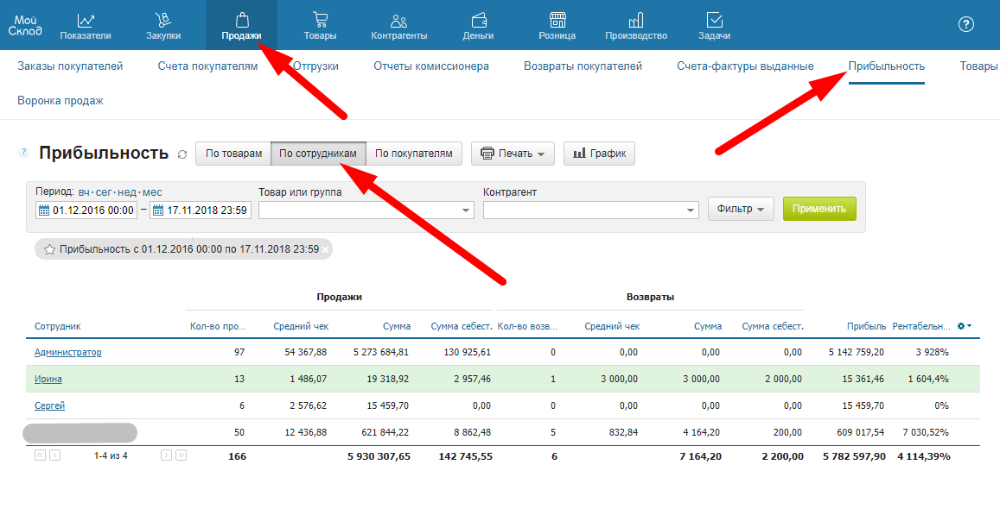 Мой Склад
Показатели Закупки Продажи Товары Контрагенты Деньги Розница Производство Задачи ?
Заказы покупателей Счета покупателям Отгрузки Отчеты комиссионера Возвраты покупателей Счета-фактуры выданные Прибыльность Товары
Воронка продаж
? Прибыльность По товарам По сотрудникам По покупателям Печать График
Период: вч·сег·нед·мес Товар или группа Контрагент
01.12.2016 00:00 – 17.11.2018 23:59 Фильтр Применить
Прибыльность с 01.12.2016 00:00 по 17.11.2018 23:59 ×
Продажи Возвраты
Сотрудник Кол-во про... Средний чек Сумма Сумма себест. Кол-во возв... Средний чек Сумма Сумма себест. Прибыль Рентабельн...
Администратор 97 54 367,88 5 273 684,81 130 925,61 0 0,00 0,00 0,00 5 142 759,20 3 928%
Ирина 13 1 486,07 19 318,92 2 957,46 1 3 000,00 3 000,00 2 000,00 15 361,46 1 604,4%
Сергей 6 2 576,62 15 459,70 0,00 0 0,00 0,00 0,00 15 459,70 0%
50 12 436,88 621 844,22 8 862,48 5 832,84 4 164,20 200,00 609 017,54 7 030,52%
1-4 из 4 166 5 930 307,65 142 745,55 6 7 164,20 2 200,00 5 782 597,90 4 114,39%